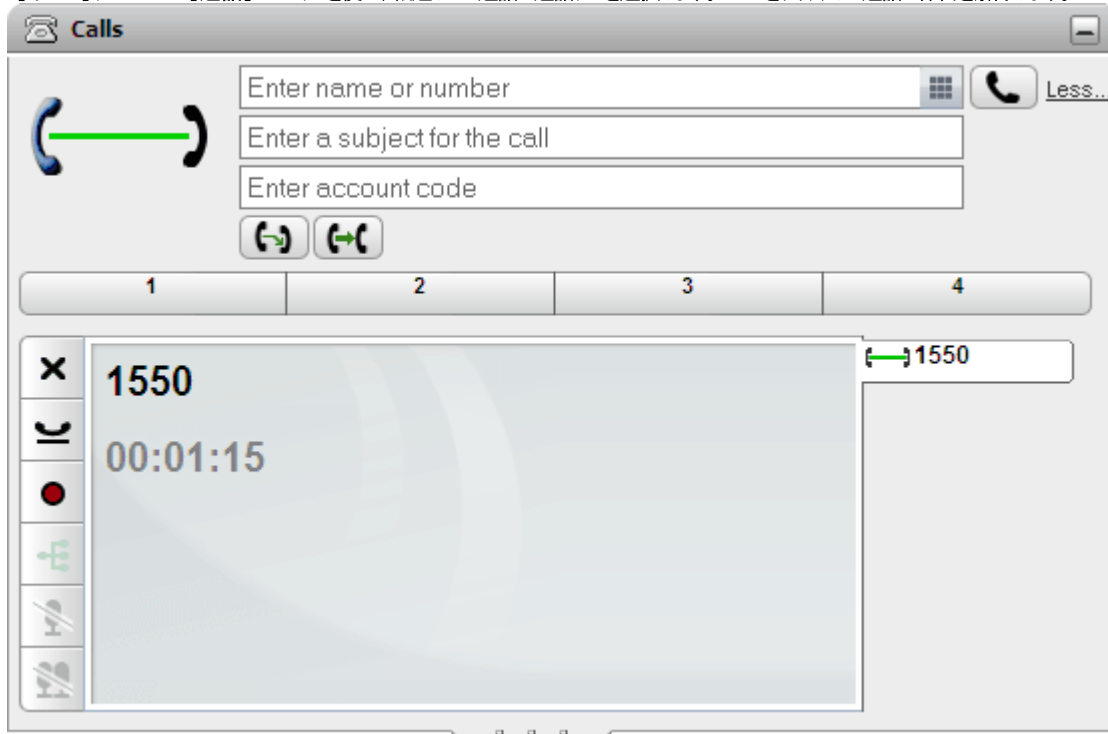 Calls
Enter name or number
Less...
Enter a subject for the call
Enter account code
1
2
3
4
1550
00:01:15
1550